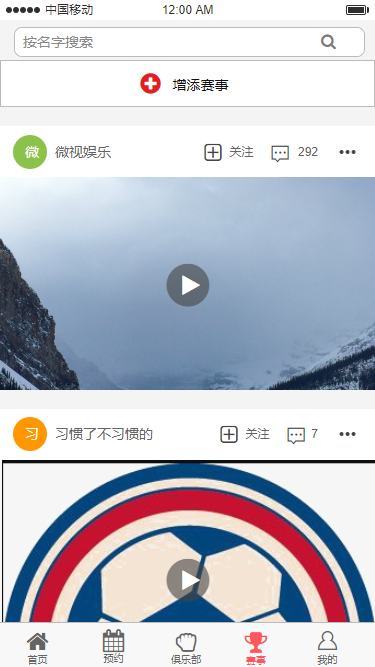 中国移动 12:00 AM
按名字搜索
增添赛事
微 微视娱乐 关注 292
习 习惯了不习惯的 关注 7
首页 预约 俱乐部 赛事 我的